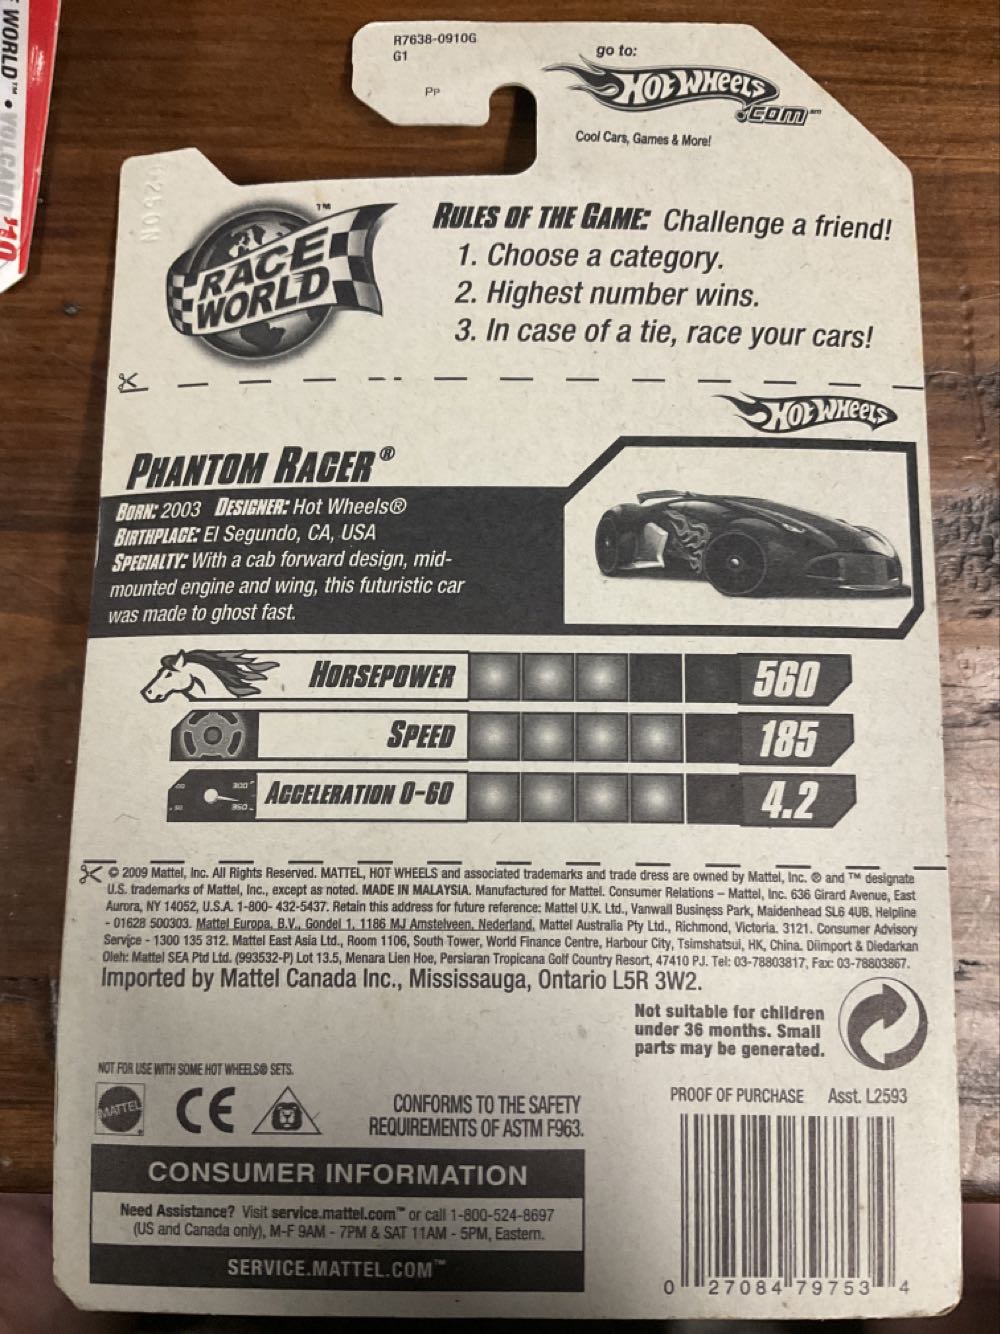 WORLD™ • VOLCANO
R7638-0910G
G1
Pp
go to:
HOT WHEELS
.COM℠
Cool Cars, Games & More!
™
RACE
WORLD
RULES OF THE GAME: Challenge a friend!
1. Choose a category.
2. Highest number wins.
3. In case of a tie, race your cars!
HOT WHEELS
PHANTOM RACER®
BORN: 2003 DESIGNER: Hot Wheels®
BIRTHPLACE: El Segundo, CA, USA
SPECIALTY: With a cab forward design, mid-
mounted engine and wing, this futuristic car
was made to ghost fast.
HORSEPOWER 560
SPEED 185
ACCELERATION 0-60 4.2
© 2009 Mattel, Inc. All Rights Reserved. MATTEL, HOT WHEELS and associated trademarks and trade dress are owned by Mattel, Inc. ® and ™ designate
U.S. trademarks of Mattel, Inc., except as noted. MADE IN MALAYSIA. Manufactured for Mattel. Consumer Relations – Mattel, Inc. 636 Girard Avenue, East
Aurora, NY 14052, U.S.A. 1-800- 432-5437. Retain this address for future reference: Mattel U.K. Ltd., Vanwall Business Park, Maidenhead SL6 4UB. Helpline
- 01628 500303. Mattel Europa, B.V., Gondel 1, 1186 MJ Amstelveen, Nederland, Mattel Australia Pty Ltd., Richmond, Victoria. 3121. Consumer Advisory
Service - 1300 135 312. Mattel East Asia Ltd., Room 1106, South Tower, World Finance Centre, Harbour City, Tsimshatsui, HK, China. Diimport & Diedarkan
Oleh: Mattel SEA Ptd Ltd. (993532-P) Lot 13.5, Menara Lien Hoe, Persiaran Tropicana Golf Country Resort, 47410 PJ. Tel: 03-78803817, Fax: 03-78803867.
Imported by Mattel Canada Inc., Mississauga, Ontario L5R 3W2.
Not suitable for children
under 36 months. Small
parts may be generated.
NOT FOR USE WITH SOME HOT WHEELS® SETS.
MATTEL
CE
CONFORMS TO THE SAFETY
REQUIREMENTS OF ASTM F963.
PROOF OF PURCHASE Asst. L2593
CONSUMER INFORMATION
Need Assistance? Visit service.mattel.com™ or call 1-800-524-8697
(US and Canada only), M-F 9AM - 7PM & SAT 11AM - 5PM, Eastern.
SERVICE.MATTEL.COM™
0 27084 79753 4